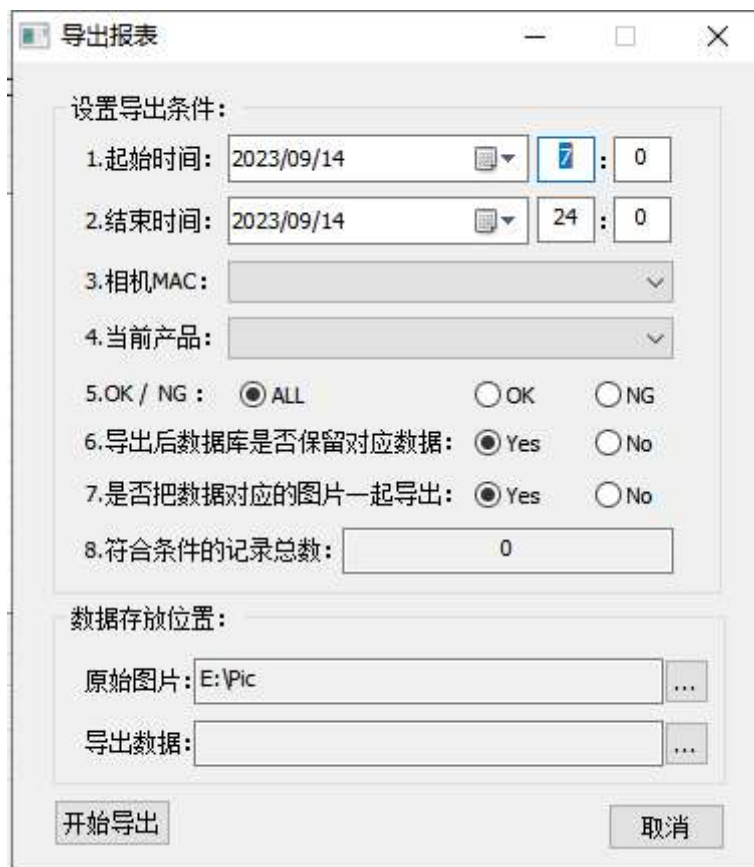 导出报表
设置导出条件：
1.起始时间： 2023/09/14 7 : 0
2.结束时间： 2023/09/14 24 : 0
3.相机MAC：
4.当前产品：
5.OK / NG： ALL OK NG
6.导出后数据库是否保留对应数据： Yes No
7.是否把数据对应的图片一起导出： Yes No
8.符合条件的记录总数： 0
数据存放位置：
原始图片： E:\Pic ...
导出数据： ...
开始导出 取消